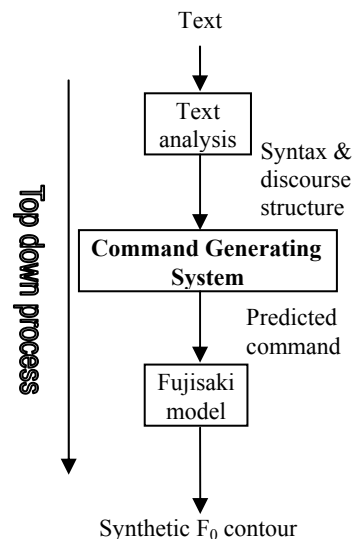 Text
Text
analysis
Syntax &
discourse
structure
Command Generating
System
Predicted
command
Fujisaki
model
Synthetic F₀ contour
Top down process